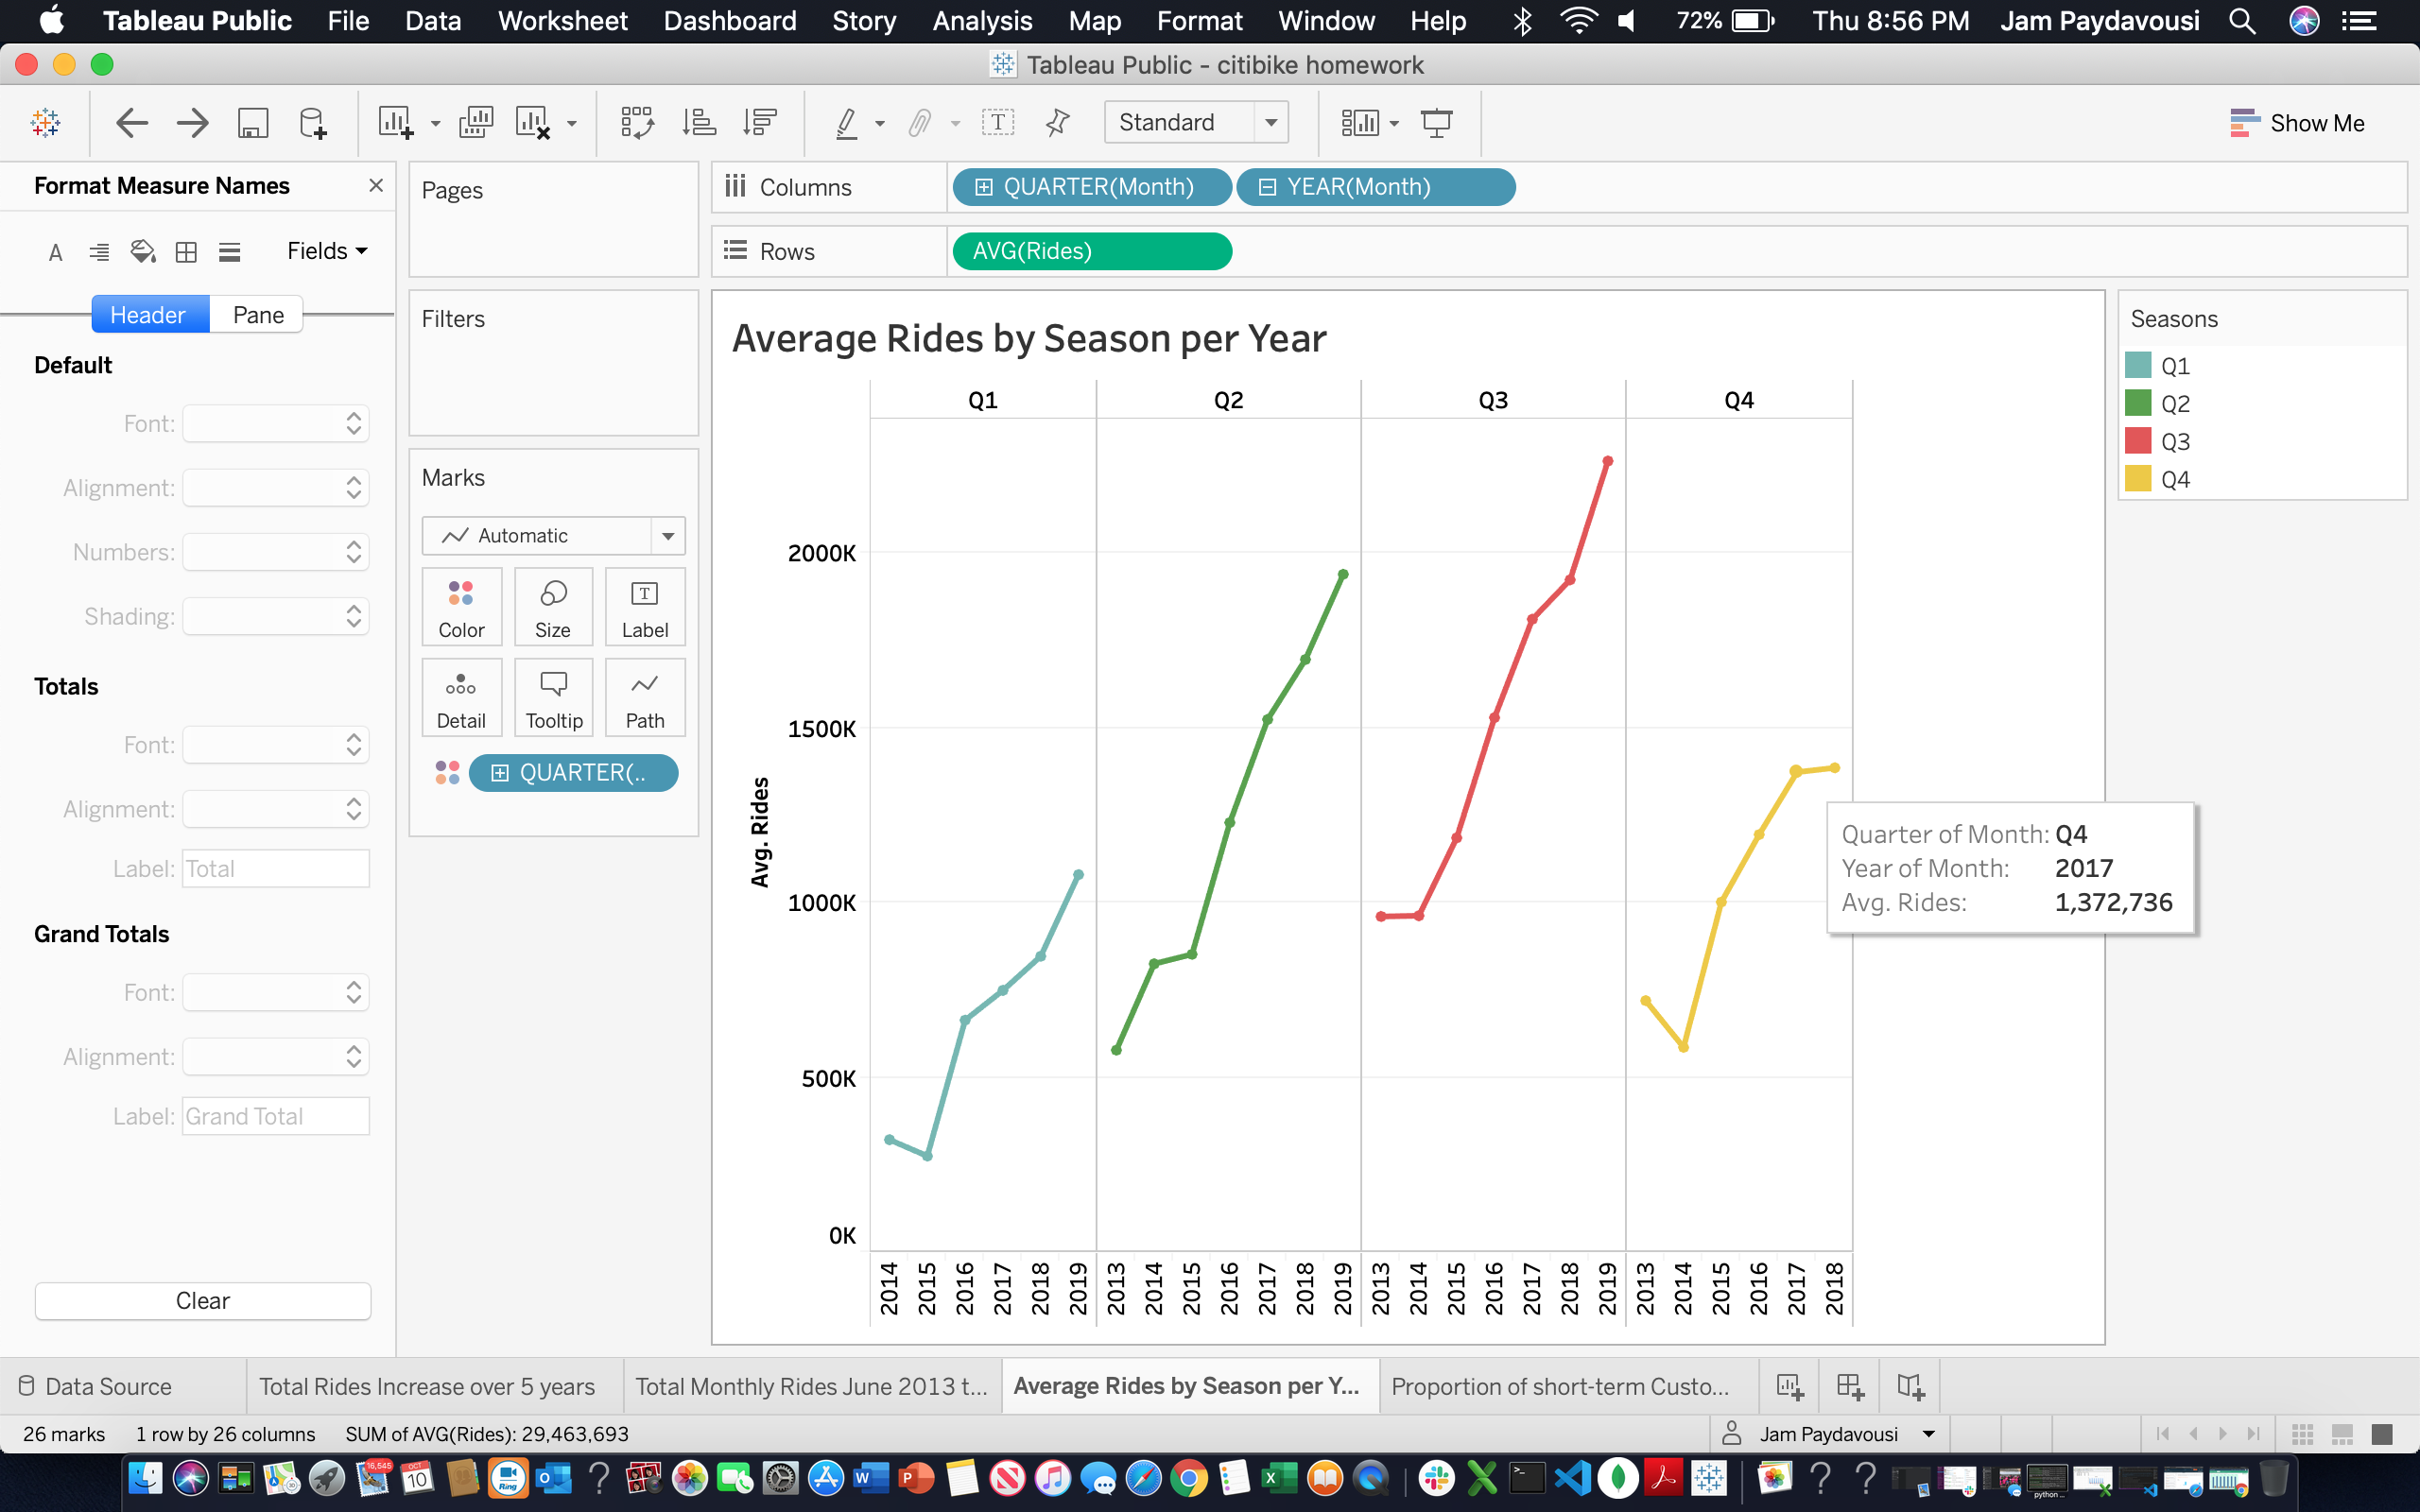 Tableau Public File Data Worksheet Dashboard Story Analysis Map Format Window Help 72% Thu 8:56 PM Jam Paydavousi
Tableau Public - citibike homework
Standard
Show Me
Format Measure Names
Fields
Header Pane
Default
Font:
Alignment:
Numbers:
Shading:
Totals
Font:
Alignment:
Label: Total
Grand Totals
Font:
Alignment:
Label: Grand Total
Clear
Pages
Filters
Marks
Automatic
Color Size Label
Detail Tooltip Path
QUARTER(..
Columns QUARTER(Month) YEAR(Month)
Rows AVG(Rides)
Average Rides by Season per Year
Q1 Q2 Q3 Q4
Avg. Rides
2000K
1500K
1000K
500K
0K
2014 2015 2016 2017 2018 2019 2013 2014 2015 2016 2017 2018 2019 2013 2014 2015 2016 2017 2018 2019 2013 2014 2015 2016 2017 2018
Quarter of Month: Q4
Year of Month: 2017
Avg. Rides: 1,372,736
Seasons
Q1
Q2
Q3
Q4
Data Source Total Rides Increase over 5 years Total Monthly Rides June 2013 t... Average Rides by Season per Y... Proportion of short-term Custo...
26 marks 1 row by 26 columns SUM of AVG(Rides): 29,463,693 Jam Paydavousi
16,545
OCT
10
Ring
python